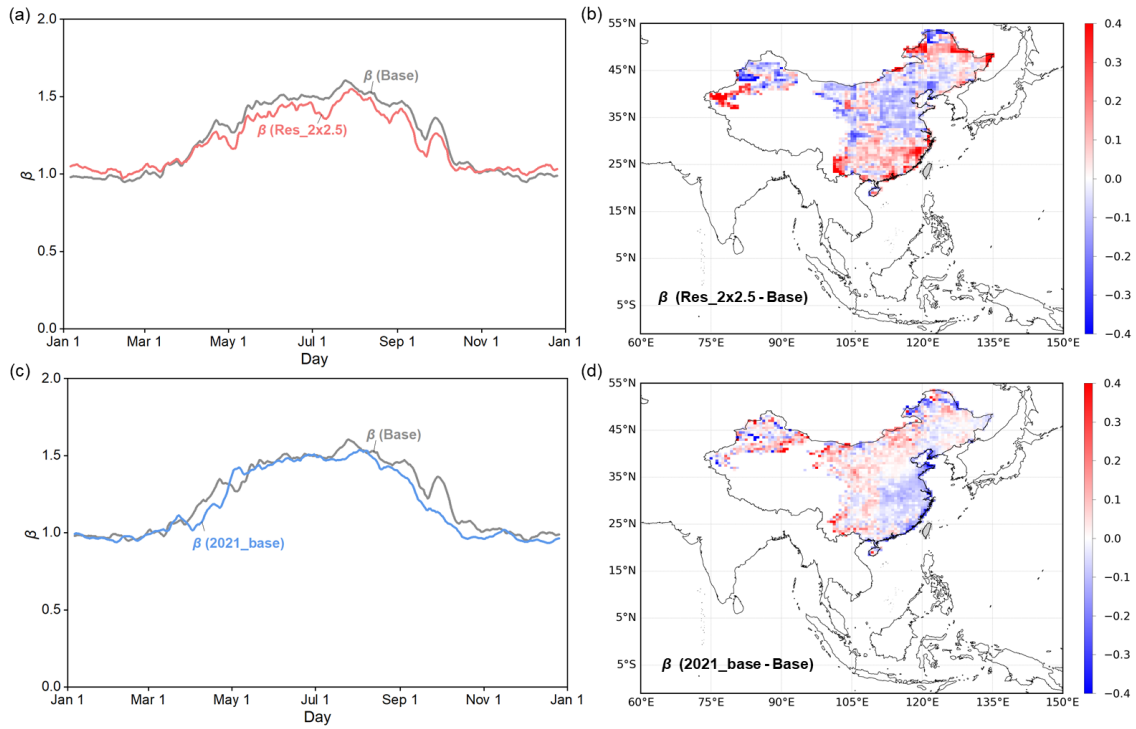 (a)
2.0
1.5
1.0
0.5
0.0
β
β (Base)
β (Res_2x2.5)
Jan 1 Mar 1 May 1 Jul 1 Sep 1 Nov 1 Jan 1
Day
(b)
55°N
45°N
35°N
25°N
15°N
5°N
5°S
60°E 75°E 90°E 105°E 120°E 135°E 150°E
β (Res_2x2.5 - Base)
0.4
0.3
0.2
0.1
0.0
−0.1
−0.2
−0.3
−0.4
(c)
2.0
1.5
1.0
0.5
0.0
β
β (Base)
β (2021_base)
Jan 1 Mar 1 May 1 Jul 1 Sep 1 Nov 1 Jan 1
Day
(d)
55°N
45°N
35°N
25°N
15°N
5°N
5°S
60°E 75°E 90°E 105°E 120°E 135°E 150°E
β (2021_base - Base)
0.4
0.3
0.2
0.1
0.0
−0.1
−0.2
−0.3
−0.4